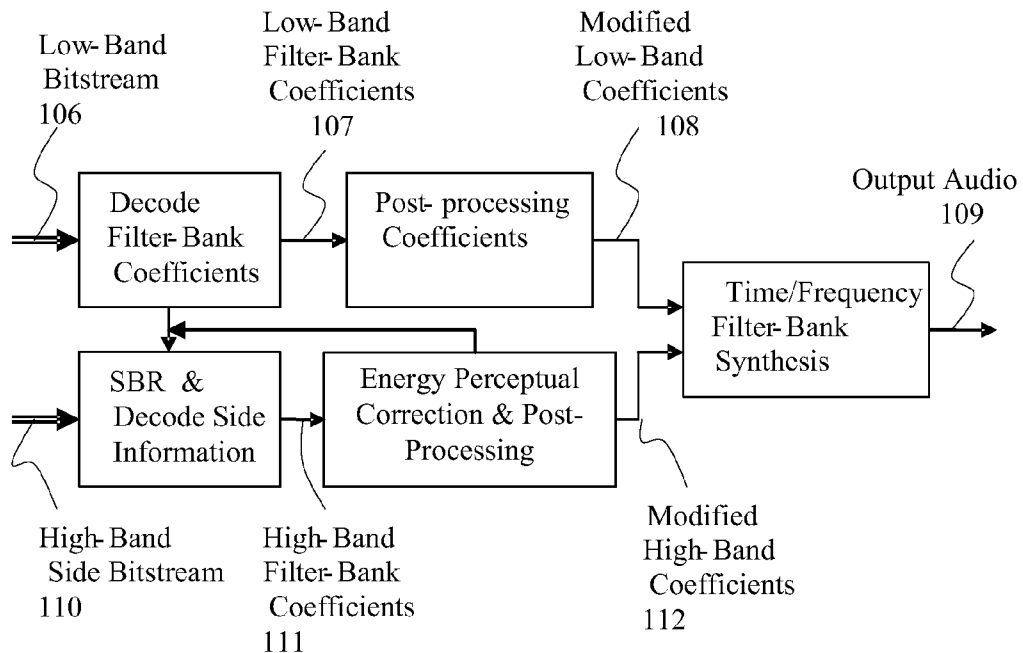 Low-Band
Bitstream
106
Low-Band
Filter-Bank
Coefficients
107
Modified
Low-Band
Coefficients
108
Output Audio
109
Decode
Filter-Bank
Coefficients
Post- processing
Coefficients
Time/Frequency
Filter-Bank
Synthesis
SBR &
Decode Side
Information
Energy Perceptual
Correction & Post-
Processing
High-Band
Side Bitstream
110
High-Band
Filter-Bank
Coefficients
111
Modified
High-Band
Coefficients
112